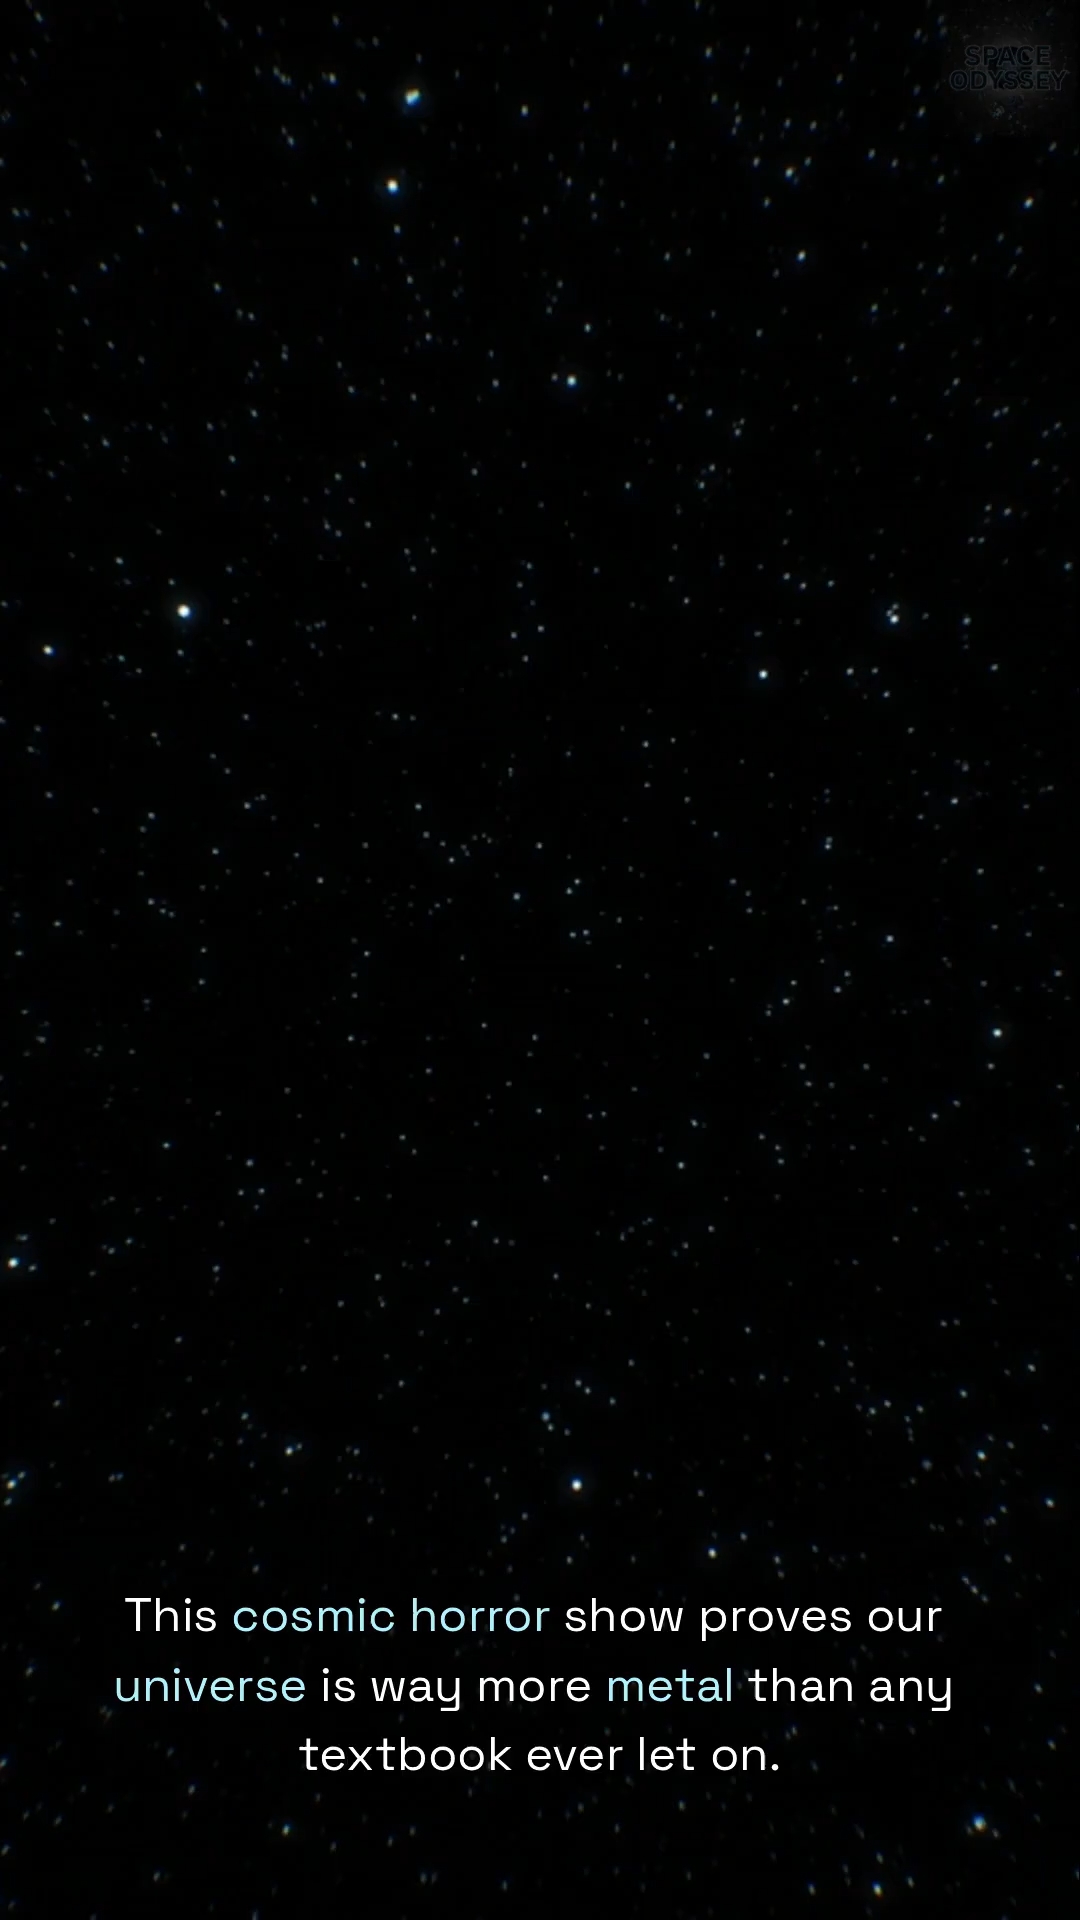 SPACE
ODYSSEY
This cosmic horror show proves our
universe is way more metal than any
textbook ever let on.